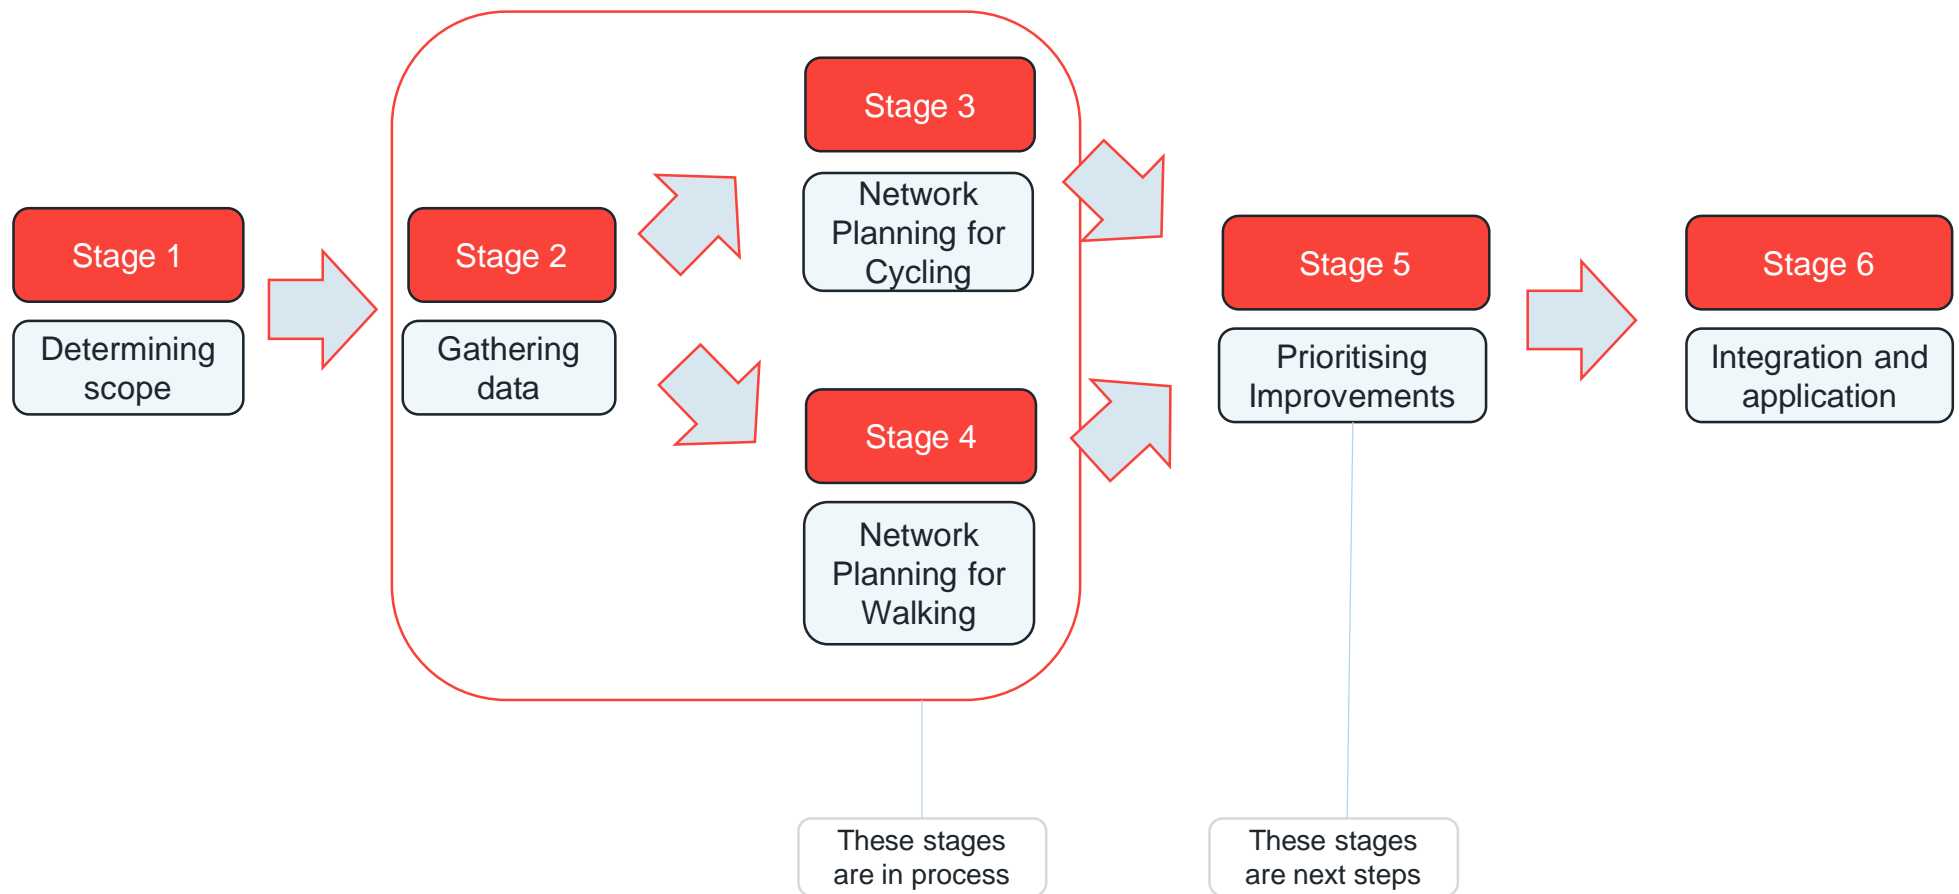 Stage 1
Determining
scope
Stage 2
Gathering
data
Stage 3
Network
Planning for
Cycling
Stage 4
Network
Planning for
Walking
Stage 5
Prioritising
Improvements
Stage 6
Integration and
application
These stages
are in process
These stages
are next steps